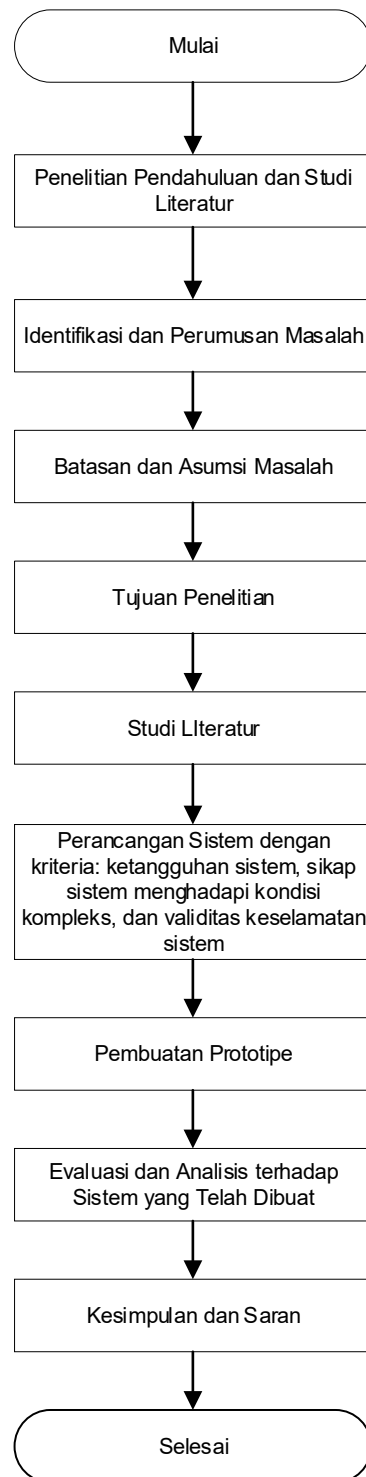 Mulai
Penelitian Pendahuluan dan Studi
Literatur
Identifikasi dan Perumusan Masalah
Batasan dan Asumsi Masalah
Tujuan Penelitian
Studi LIteratur
Perancangan Sistem dengan
kriteria: ketangguhan sistem, sikap
sistem menghadapi kondisi
kompleks, dan validitas keselamatan
sistem
Pembuatan Prototipe
Evaluasi dan Analisis terhadap
Sistem yang Telah Dibuat
Kesimpulan dan Saran
Selesai